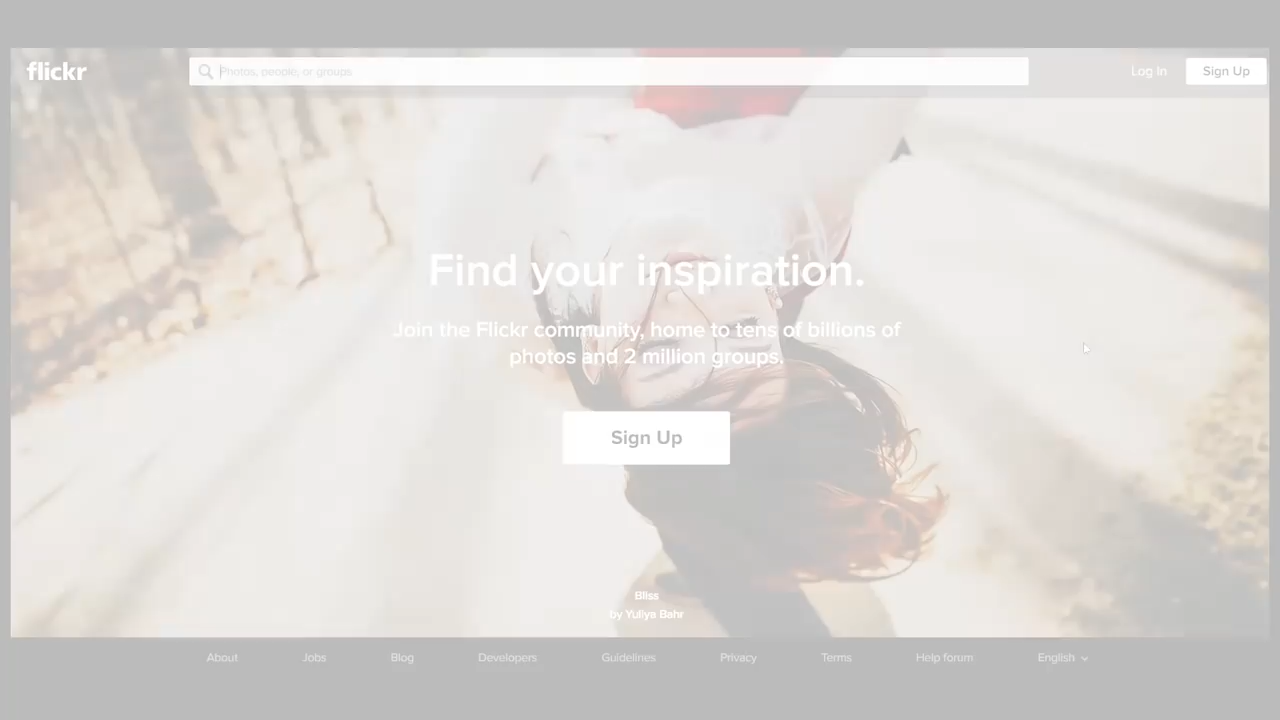 flickr
Photos, people, or groups
Log In
Sign Up
Find your inspiration.
Join the Flickr community, home to tens of billions of
photos and 2 million groups.
Sign Up
Bliss
by Yuliya Bahr
About
Jobs
Blog
Developers
Guidelines
Privacy
Terms
Help forum
English